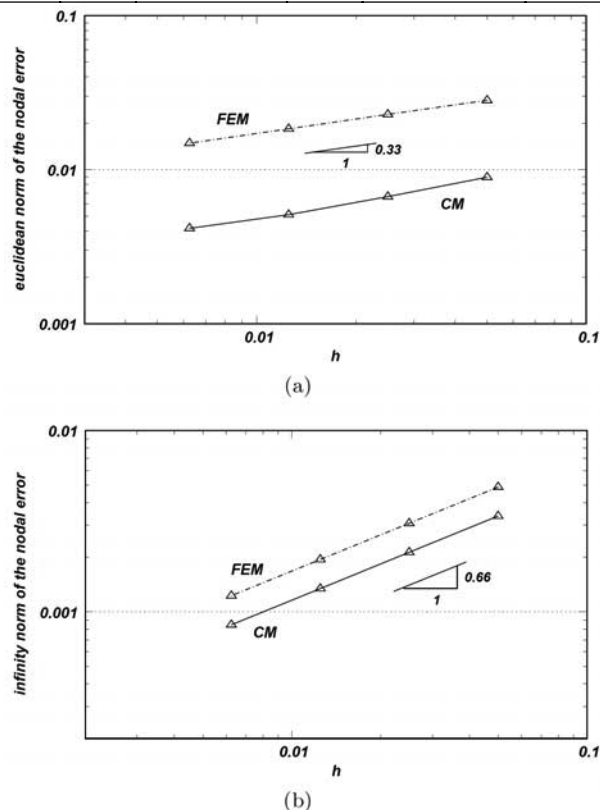 0.1
euclidean norm of the nodal error
FEM
0.33
1
0.01
CM
0.001
0.01
0.1
h
(a)
0.01
infinity norm of the nodal error
FEM
0.66
1
0.001
CM
0.01
0.1
h
(b)